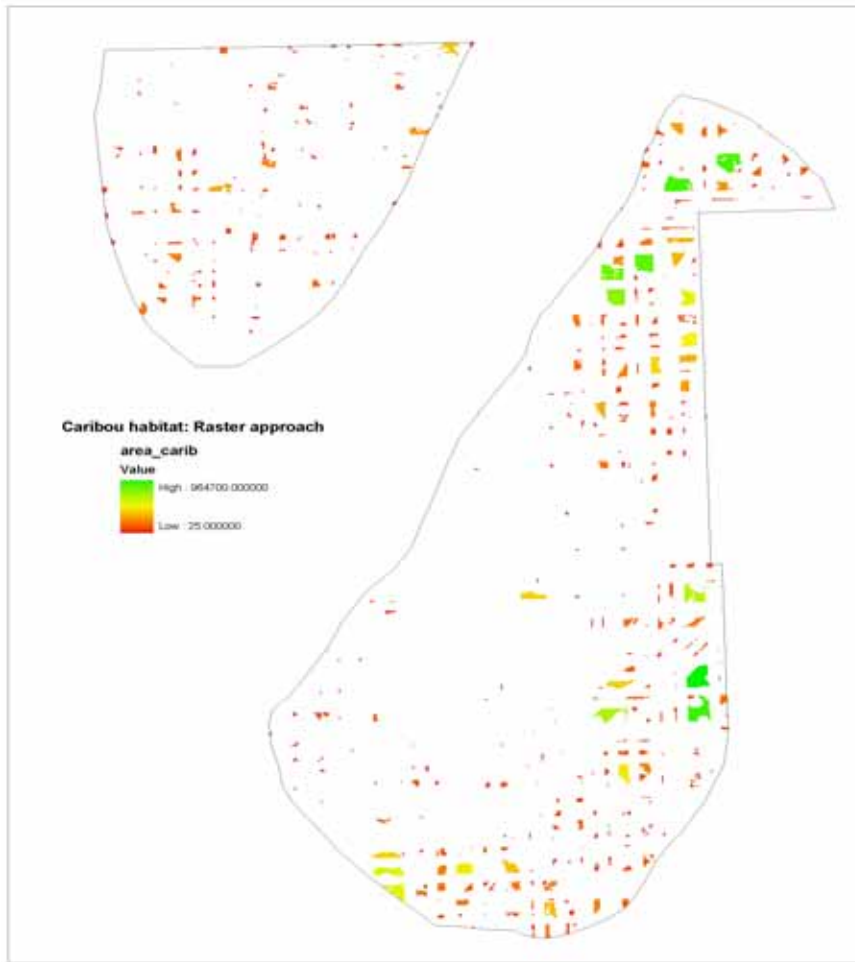 Caribou habitat: Raster approach
area_carib
Value
High : 964700.000000
Low : 25.000000